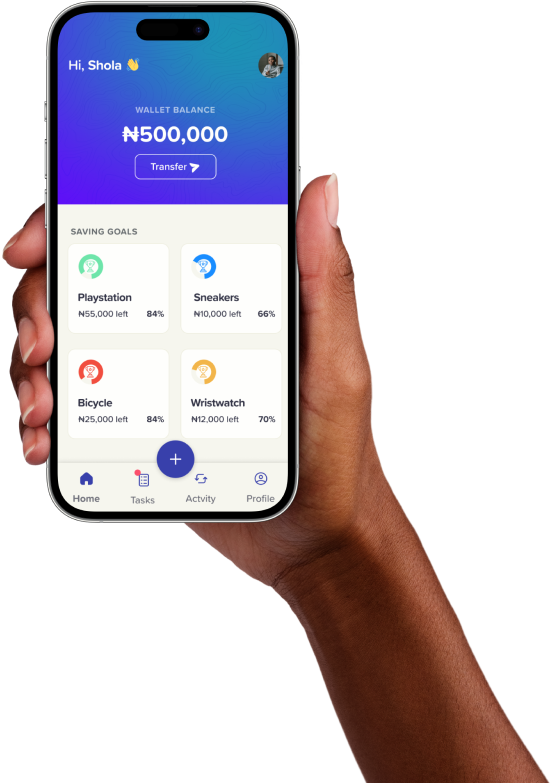 Hi, Shola 👋
WALLET BALANCE
₦500,000
Transfer
SAVING GOALS
Playstation
₦55,000 left 84%
Sneakers
₦10,000 left 66%
Bicycle
₦25,000 left 84%
Wristwatch
₦12,000 left 70%
+
Home
Tasks
Actvity
Profile